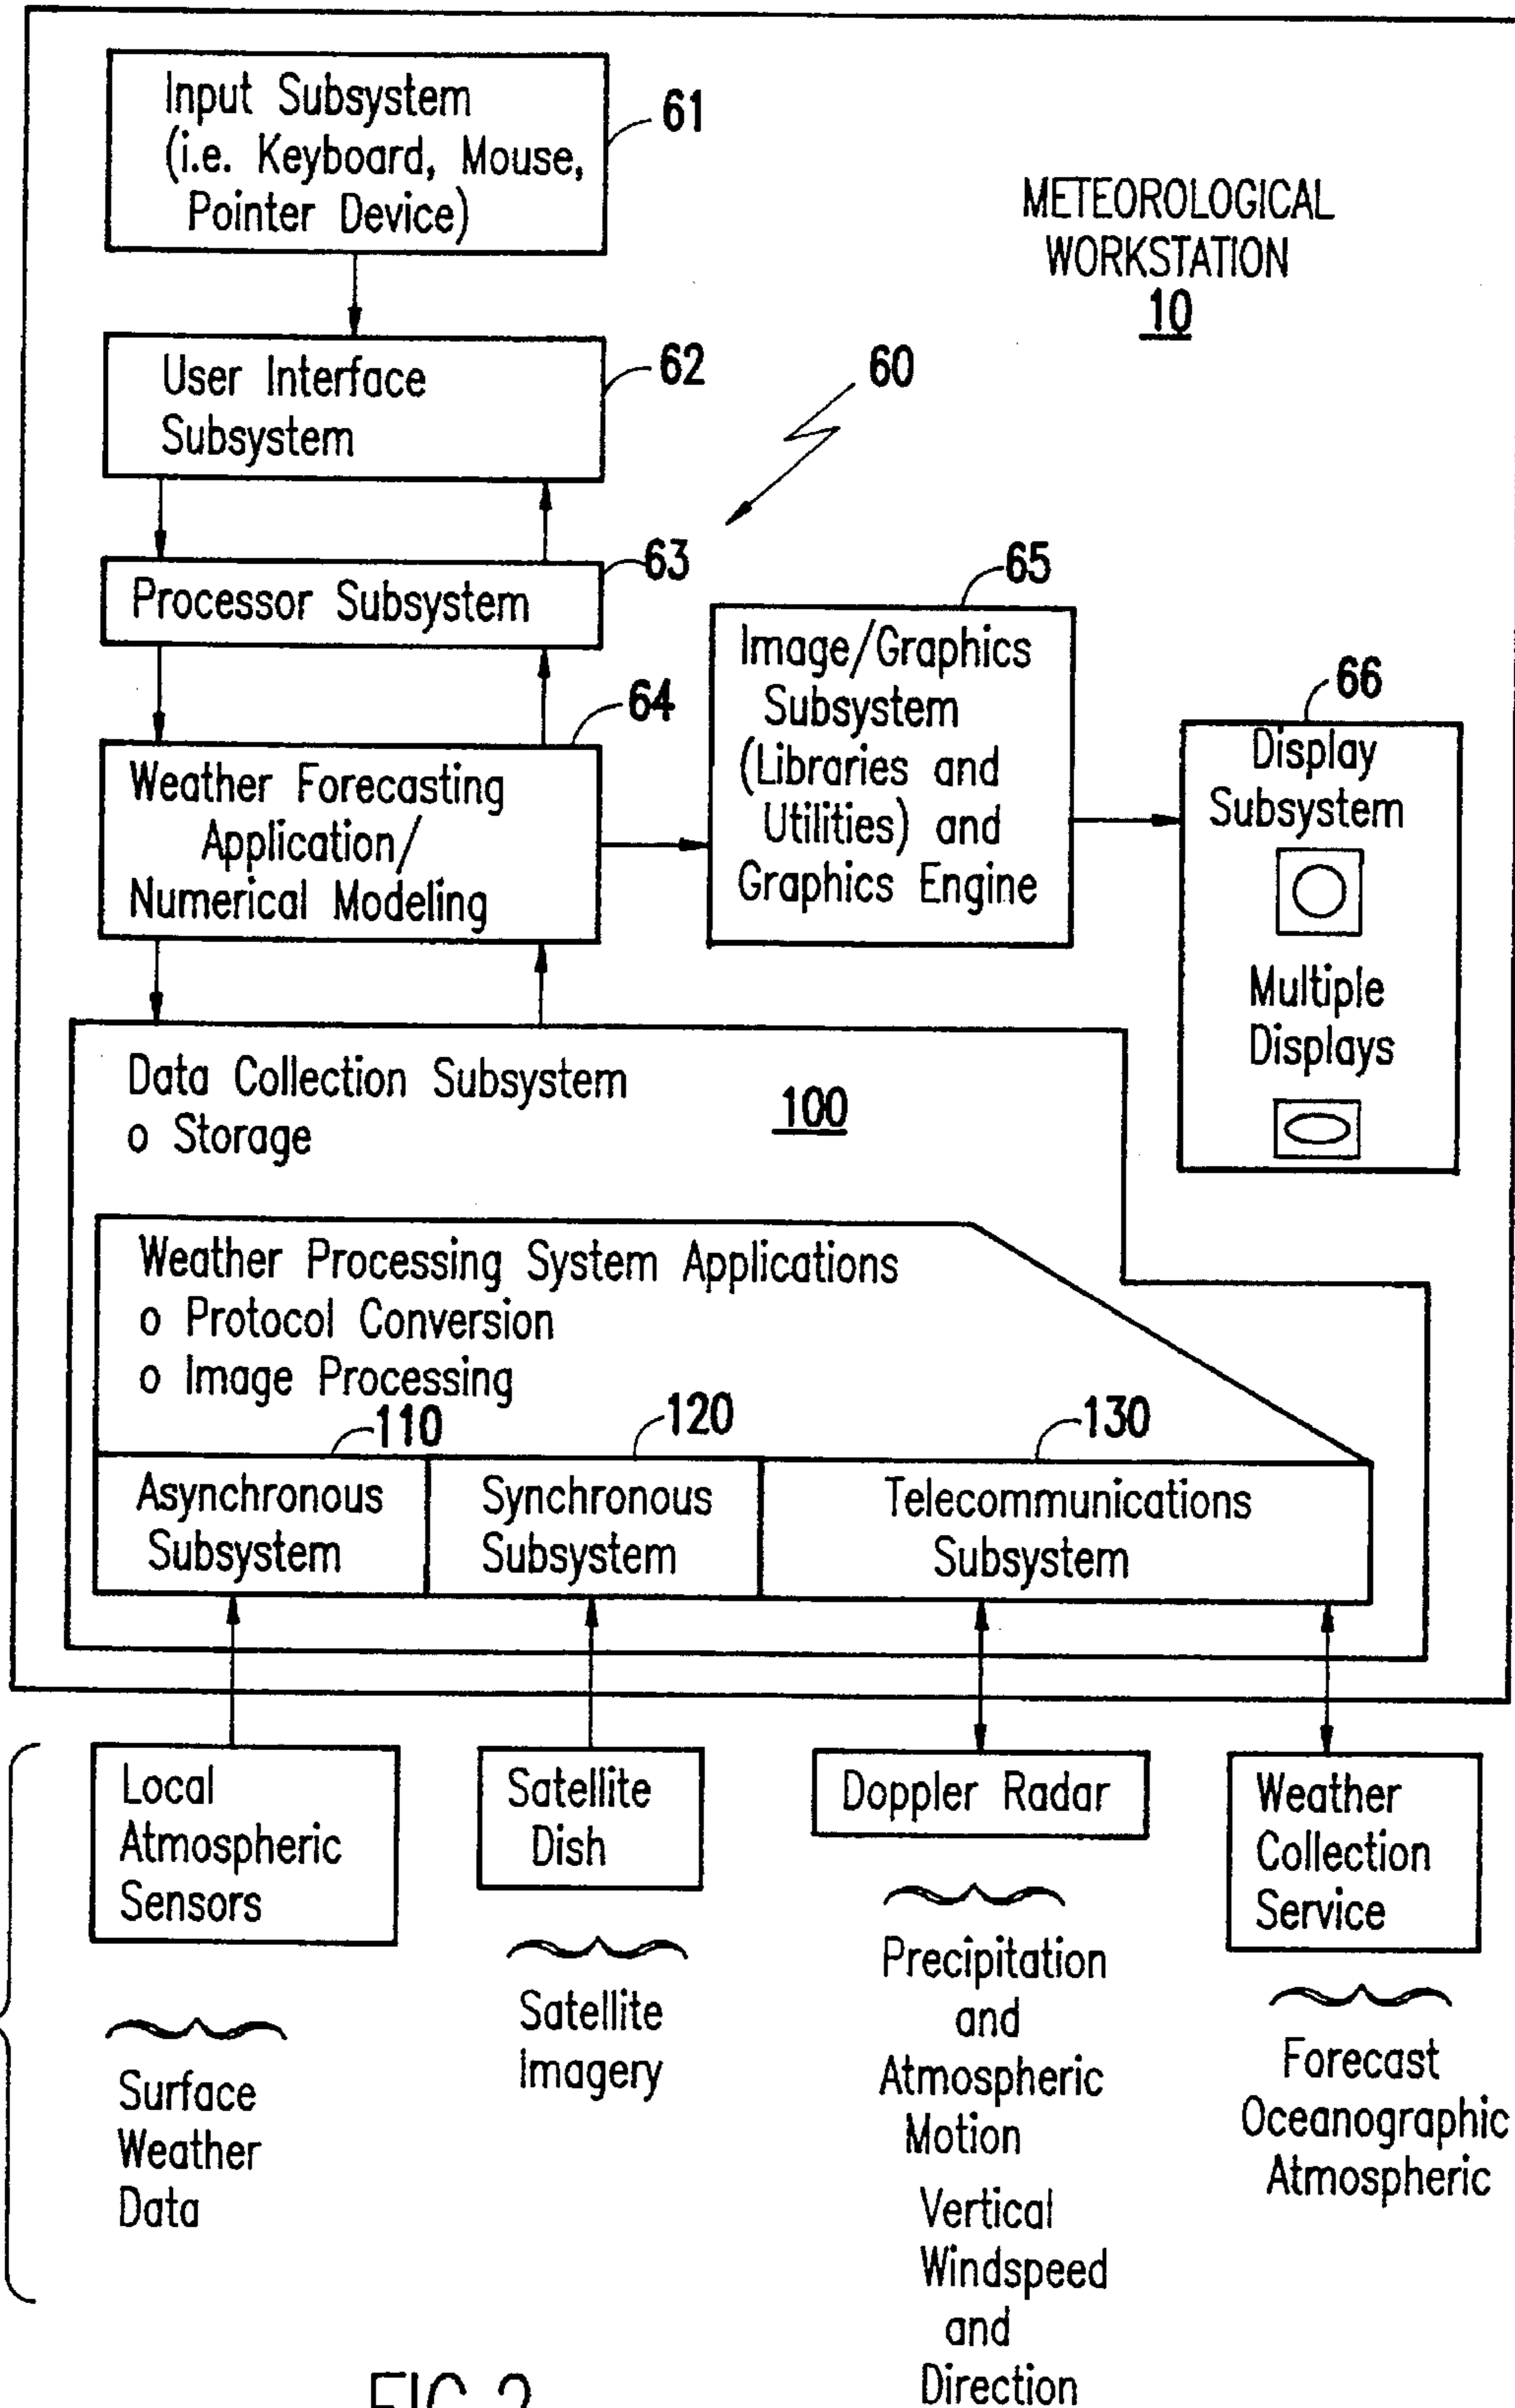 Input Subsystem
(i.e. Keyboard, Mouse,
Pointer Device)
61
METEOROLOGICAL
WORKSTATION
10
User Interface
Subsystem
62
60
Processor Subsystem
63
Weather Forecasting
Application/
Numerical Modeling
64
Image/Graphics
Subsystem
(Libraries and
Utilities) and
Graphics Engine
65
66
Display
Subsystem
Multiple
Displays
Data Collection Subsystem
o Storage
100
Weather Processing System Applications
o Protocol Conversion
o Image Processing
110
120
130
Asynchronous
Subsystem
Synchronous
Subsystem
Telecommunications
Subsystem
Local
Atmospheric
Sensors
Satellite
Dish
Doppler Radar
Weather
Collection
Service
Surface
Weather
Data
Satellite
Imagery
Precipitation
and
Atmospheric
Motion
Vertical
Windspeed
and
Direction
Forecast
Oceanographic
Atmospheric
FIG.2